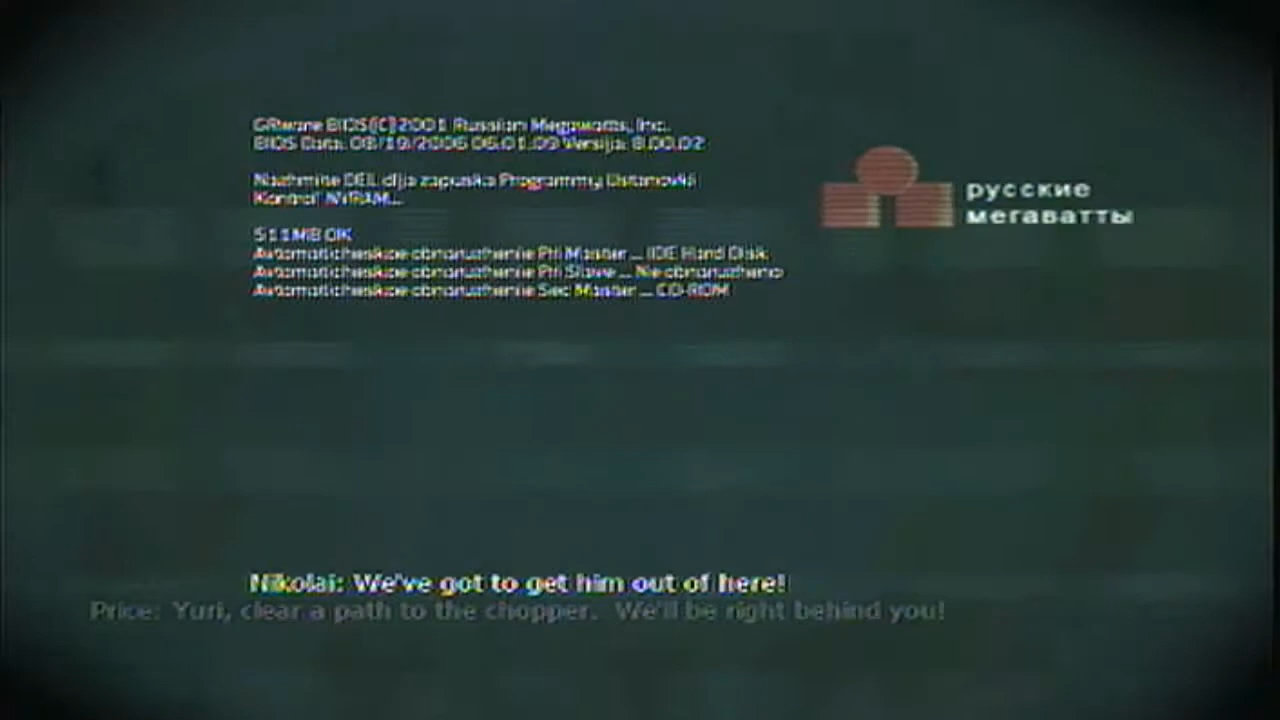 GRware BIOS(C)2001 Russian Megawatts, Inc.
BIOS Data: 08/19/2006 06:01:09 Versija: 8.00.02
Nazhmite DEL dlja zapuska Programmy Ustanovki
Kontrol' NVRAM...
511MB OK
Avtomaticheskoe obnaruzhenie Pri Master ... IDE Hard Disk
Avtomaticheskoe obnaruzhenie Pri Slave ... Ne obnaruzheno
Avtomaticheskoe obnaruzhenie Sec Master ... CD-ROM
русские
мегаватты
Nikolai: We've got to get him out of here!
Price: Yuri, clear a path to the chopper. We'll be right behind you!